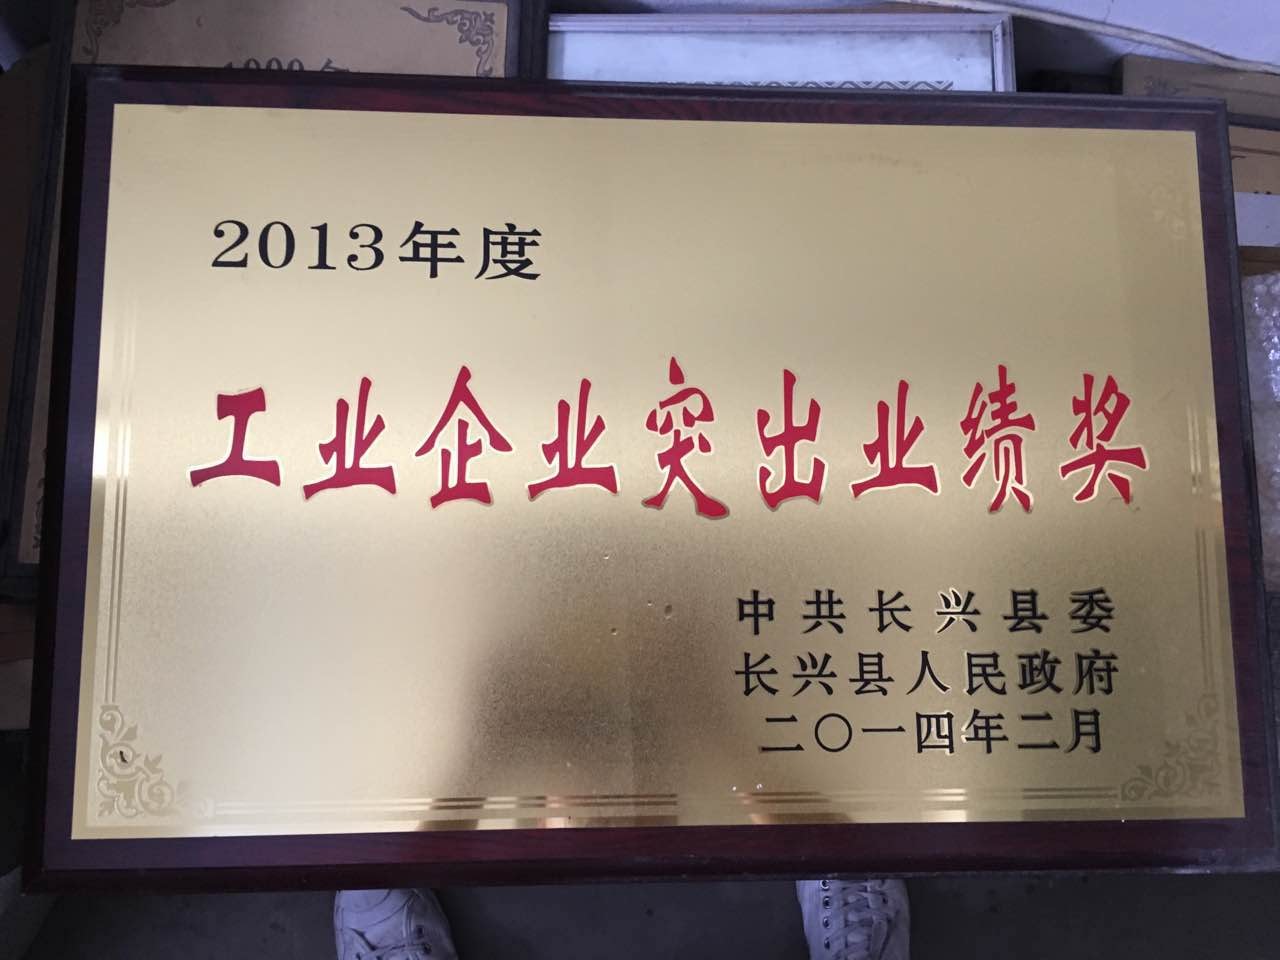 2013年度
工业企业突出业绩奖
中共长兴县委
长兴县人民政府
二〇一四年二月